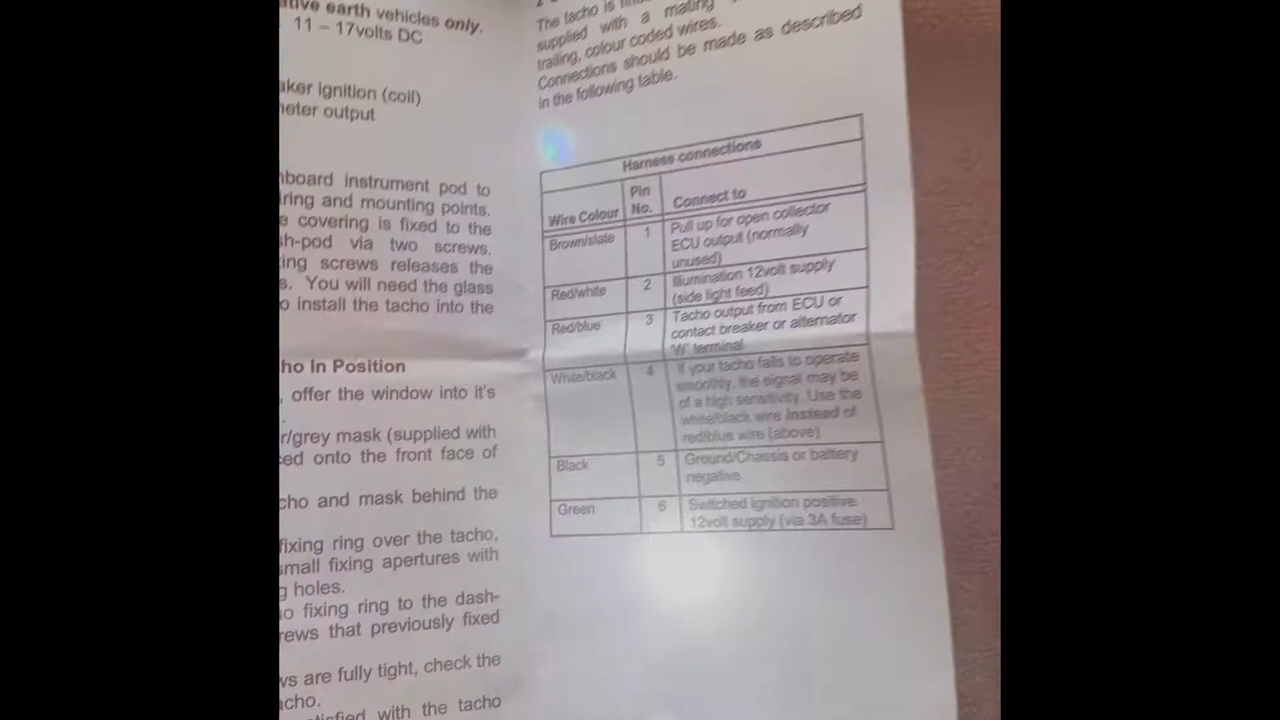 ative earth vehicles only.
11 – 17volts DC
aker ignition (coil)
neter output
nboard instrument pod to
iring and mounting points.
e covering is fixed to the
sh-pod via two screws.
ing screws releases the
s. You will need the glass
o install the tacho into the
ho In Position
, offer the window into it's
r/grey mask (supplied with
ced onto the front face of
cho and mask behind the
fixing ring over the tacho,
small fixing apertures with
g holes.
o fixing ring to the dash-
rews that previously fixed
ws are fully tight, check the
acho.
tisfied with the tacho
The tacho is
supplied with a mating
trailing, colour coded wires.
Connections should be made as described
in the following table.
Harness connections
Wire Colour Pin No. Connect to
Brown/slate 1 Pull up for open collector
ECU output (normally
unused)
Red/white 2 Illumination 12volt supply
(side light feed)
Red/blue 3 Tacho output from ECU or
contact breaker or alternator
'W' terminal
White/black 4 If your tacho fails to operate
smoothly, the signal may be
of a high sensitivity. Use the
white/black wire instead of
red/blue wire (above)
Black 5 Ground/Chassis or battery
negative
Green 6 Switched ignition positive
12volt supply (via 3A fuse)